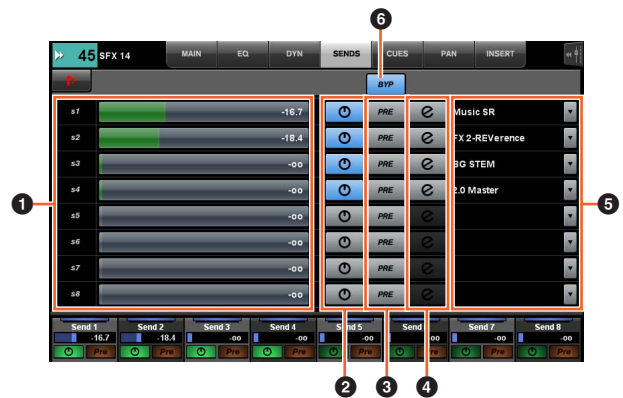 6
45 SFX 14 MAIN EQ DYN SENDS CUES PAN INSERT
BYP
s1 -16.7 PRE e Music SR
s2 -18.4 PRE e FX 2-REVerence
s3 -oo PRE e BG STEM
s4 -oo PRE e 2.0 Master
s5 -oo PRE e
s6 -oo PRE e
s7 -oo PRE e
s8 -oo PRE e
1 5
Send 1 Send 2 Send 3 Send 4 Send 5 Send Send 7 Send 8
-16.7 -18.4 -oo -oo -oo -oo -oo -oo
Pre Pre Pre Pre Pre Pre Pre Pre
2 3 4